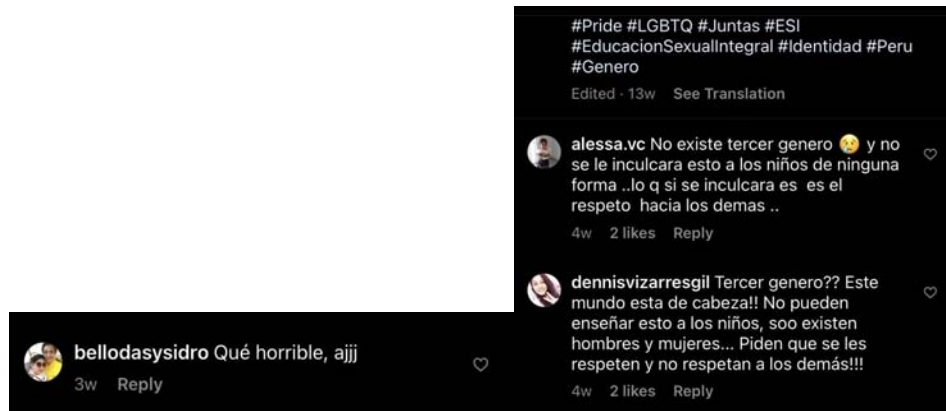 #Pride #LGBTQ #Juntas #ESI
#EducacionSexualIntegral #Identidad #Peru
#Genero
Edited · 13w See Translation
alessa.vc No existe tercer genero 😢 y no
se le inculcara esto a los niños de ninguna
forma ..lo q si se inculcara es es el
respeto hacia los demas ..
4w 2 likes Reply
dennisvizarresgil Tercer genero?? Este
mundo esta de cabeza!! No pueden
enseñar esto a los niños, soo existen
hombres y mujeres... Piden que se les
respeten y no respetan a los demás!!!
4w 2 likes Reply
bellodasysidro Qué horrible, ajjj
3w Reply